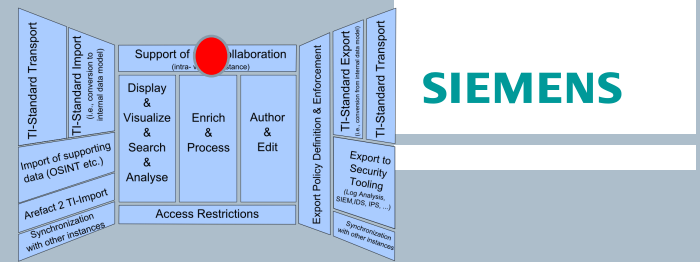 TI-Standard Transport
TI-Standard Import
(i.e., conversion to
internal data model)
Import of supporting
data (OSINT etc.)
Arefact 2 TI-Import
Synchronization
with other instances
Support of
(intra-
Display
&
Visualize
&
Search
&
Analyse
Enrich
&
Process
Author
&
Edit
Access Restrictions
Export Policy Definition & Enforcement
TI-Standard Export
(i.e., conversion from internal data model)
TI-Standard Transport
Export to
Security
Tooling
(Log Analysis,
SIEM,IDS, IPS, ...)
Synchronization
with other instances
SIEMENS